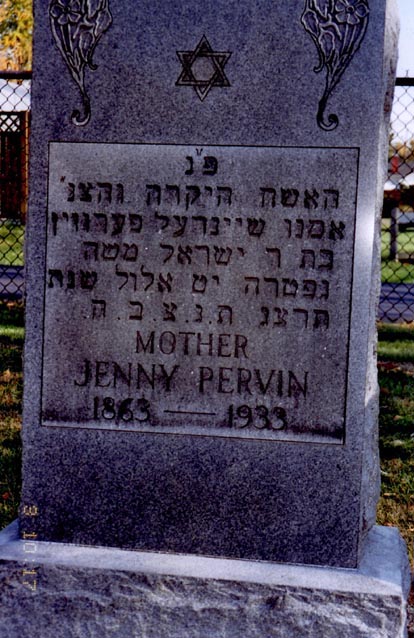 פ״נ
האשה היקרה והצנ'
אמנו שיינדעל פערווין
בת ר ישראל משה
נפטרה יט אלול שנת
תרצג ת.נ.צ.ב.ה.
MOTHER
JENNY PERVIN
1863 — 1933